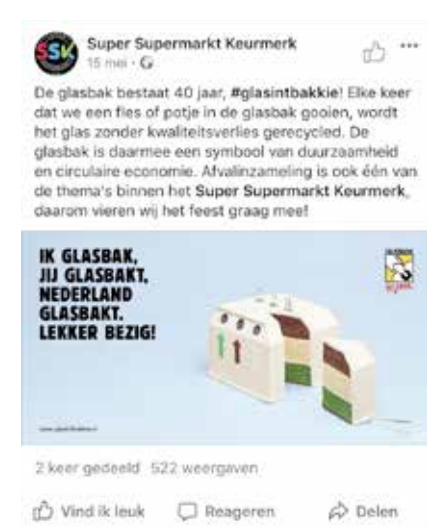 SSK
Super Supermarkt Keurmerk
15 mei
De glasbak bestaat 40 jaar, #glasintbakkie! Elke keer
dat we een fles of potje in de glasbak gooien, wordt
het glas zonder kwaliteitsverlies gerecycled. De
glasbak is daarmee een symbool van duurzaamheid
en circulaire economie. Afvalinzameling is ook één van
de thema's binnen het Super Supermarkt Keurmerk,
daarom vieren wij het feest graag mee!
IK GLASBAK,
JIJ GLASBAKT,
NEDERLAND
GLASBAKT.
LEKKER BEZIG!
2 keer gedeeld 522 weergaven
Vind ik leuk Reageren Delen